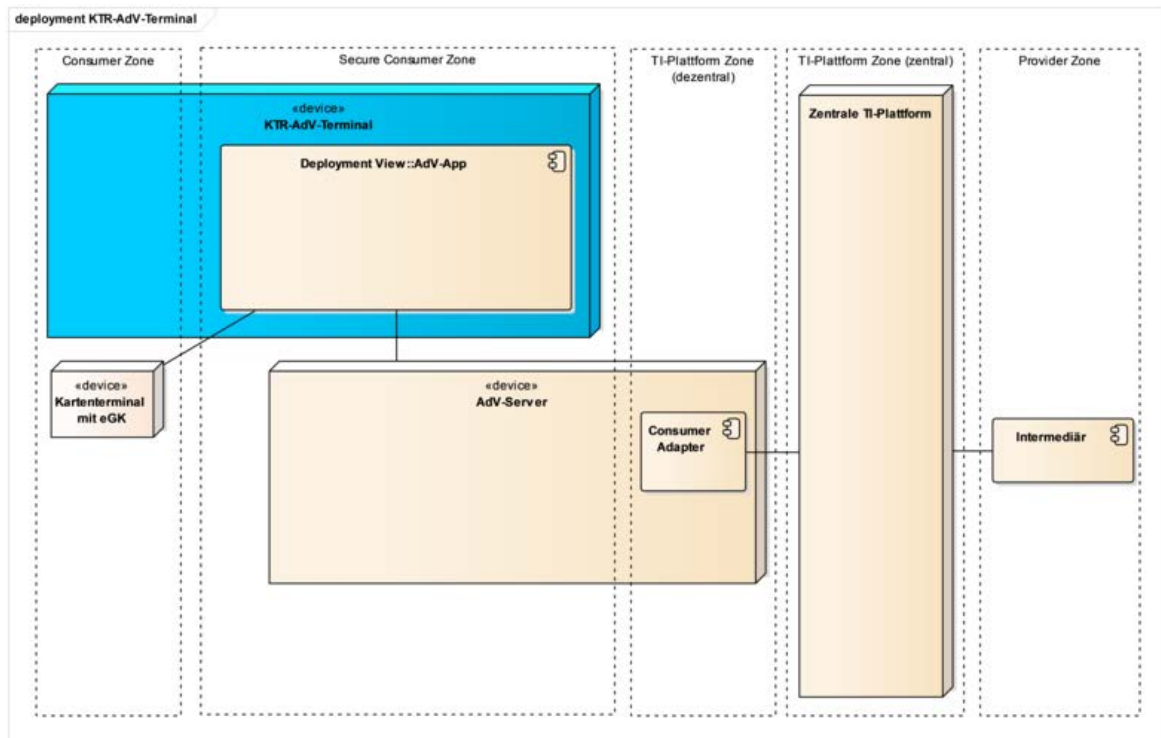 deployment KTR-AdV-Terminal
Consumer Zone
Secure Consumer Zone
TI-Plattform Zone
(dezentral)
TI-Plattform Zone (zentral)
Provider Zone
«device»
KTR-AdV-Terminal
Deployment View::AdV-App
Zentrale TI-Plattform
«device»
Kartenterminal
mit eGK
«device»
AdV-Server
Consumer
Adapter
Intermediär